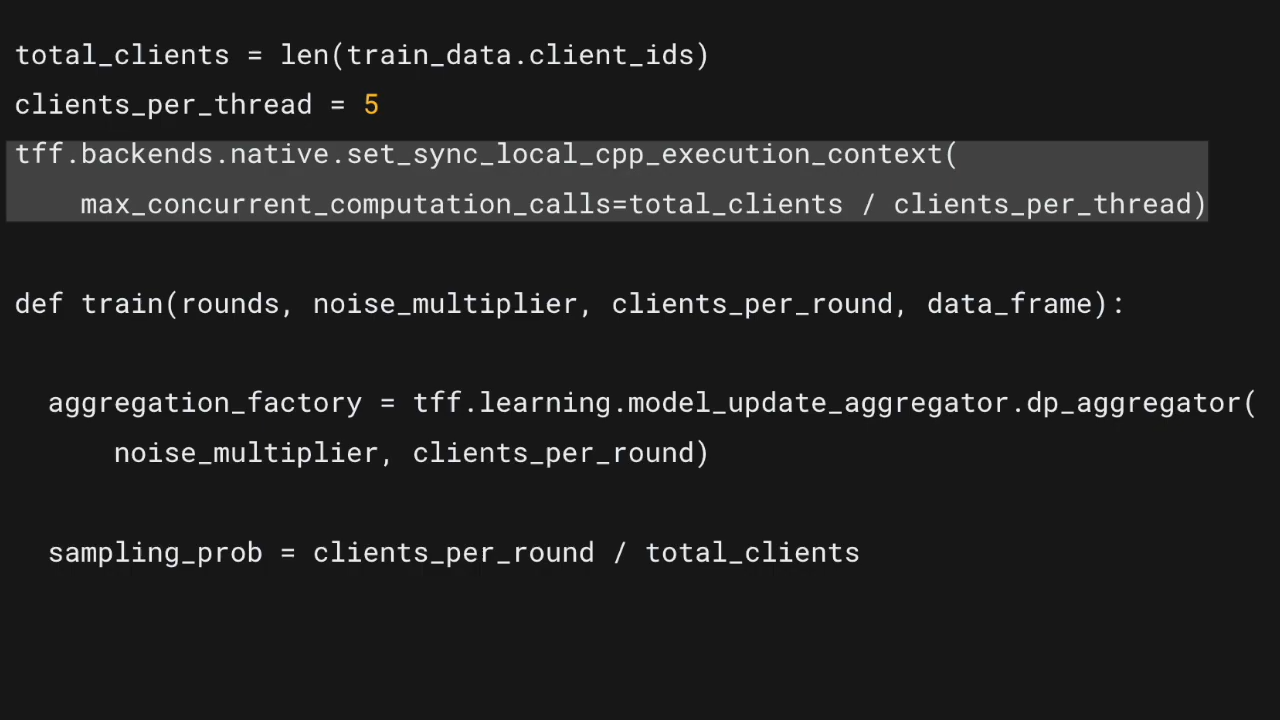 total_clients = len(train_data.client_ids)
clients_per_thread = 5
tff.backends.native.set_sync_local_cpp_execution_context(
    max_concurrent_computation_calls=total_clients / clients_per_thread)
def train(rounds, noise_multiplier, clients_per_round, data_frame):
  aggregation_factory = tff.learning.model_update_aggregator.dp_aggregator(
      noise_multiplier, clients_per_round)
  sampling_prob = clients_per_round / total_clients